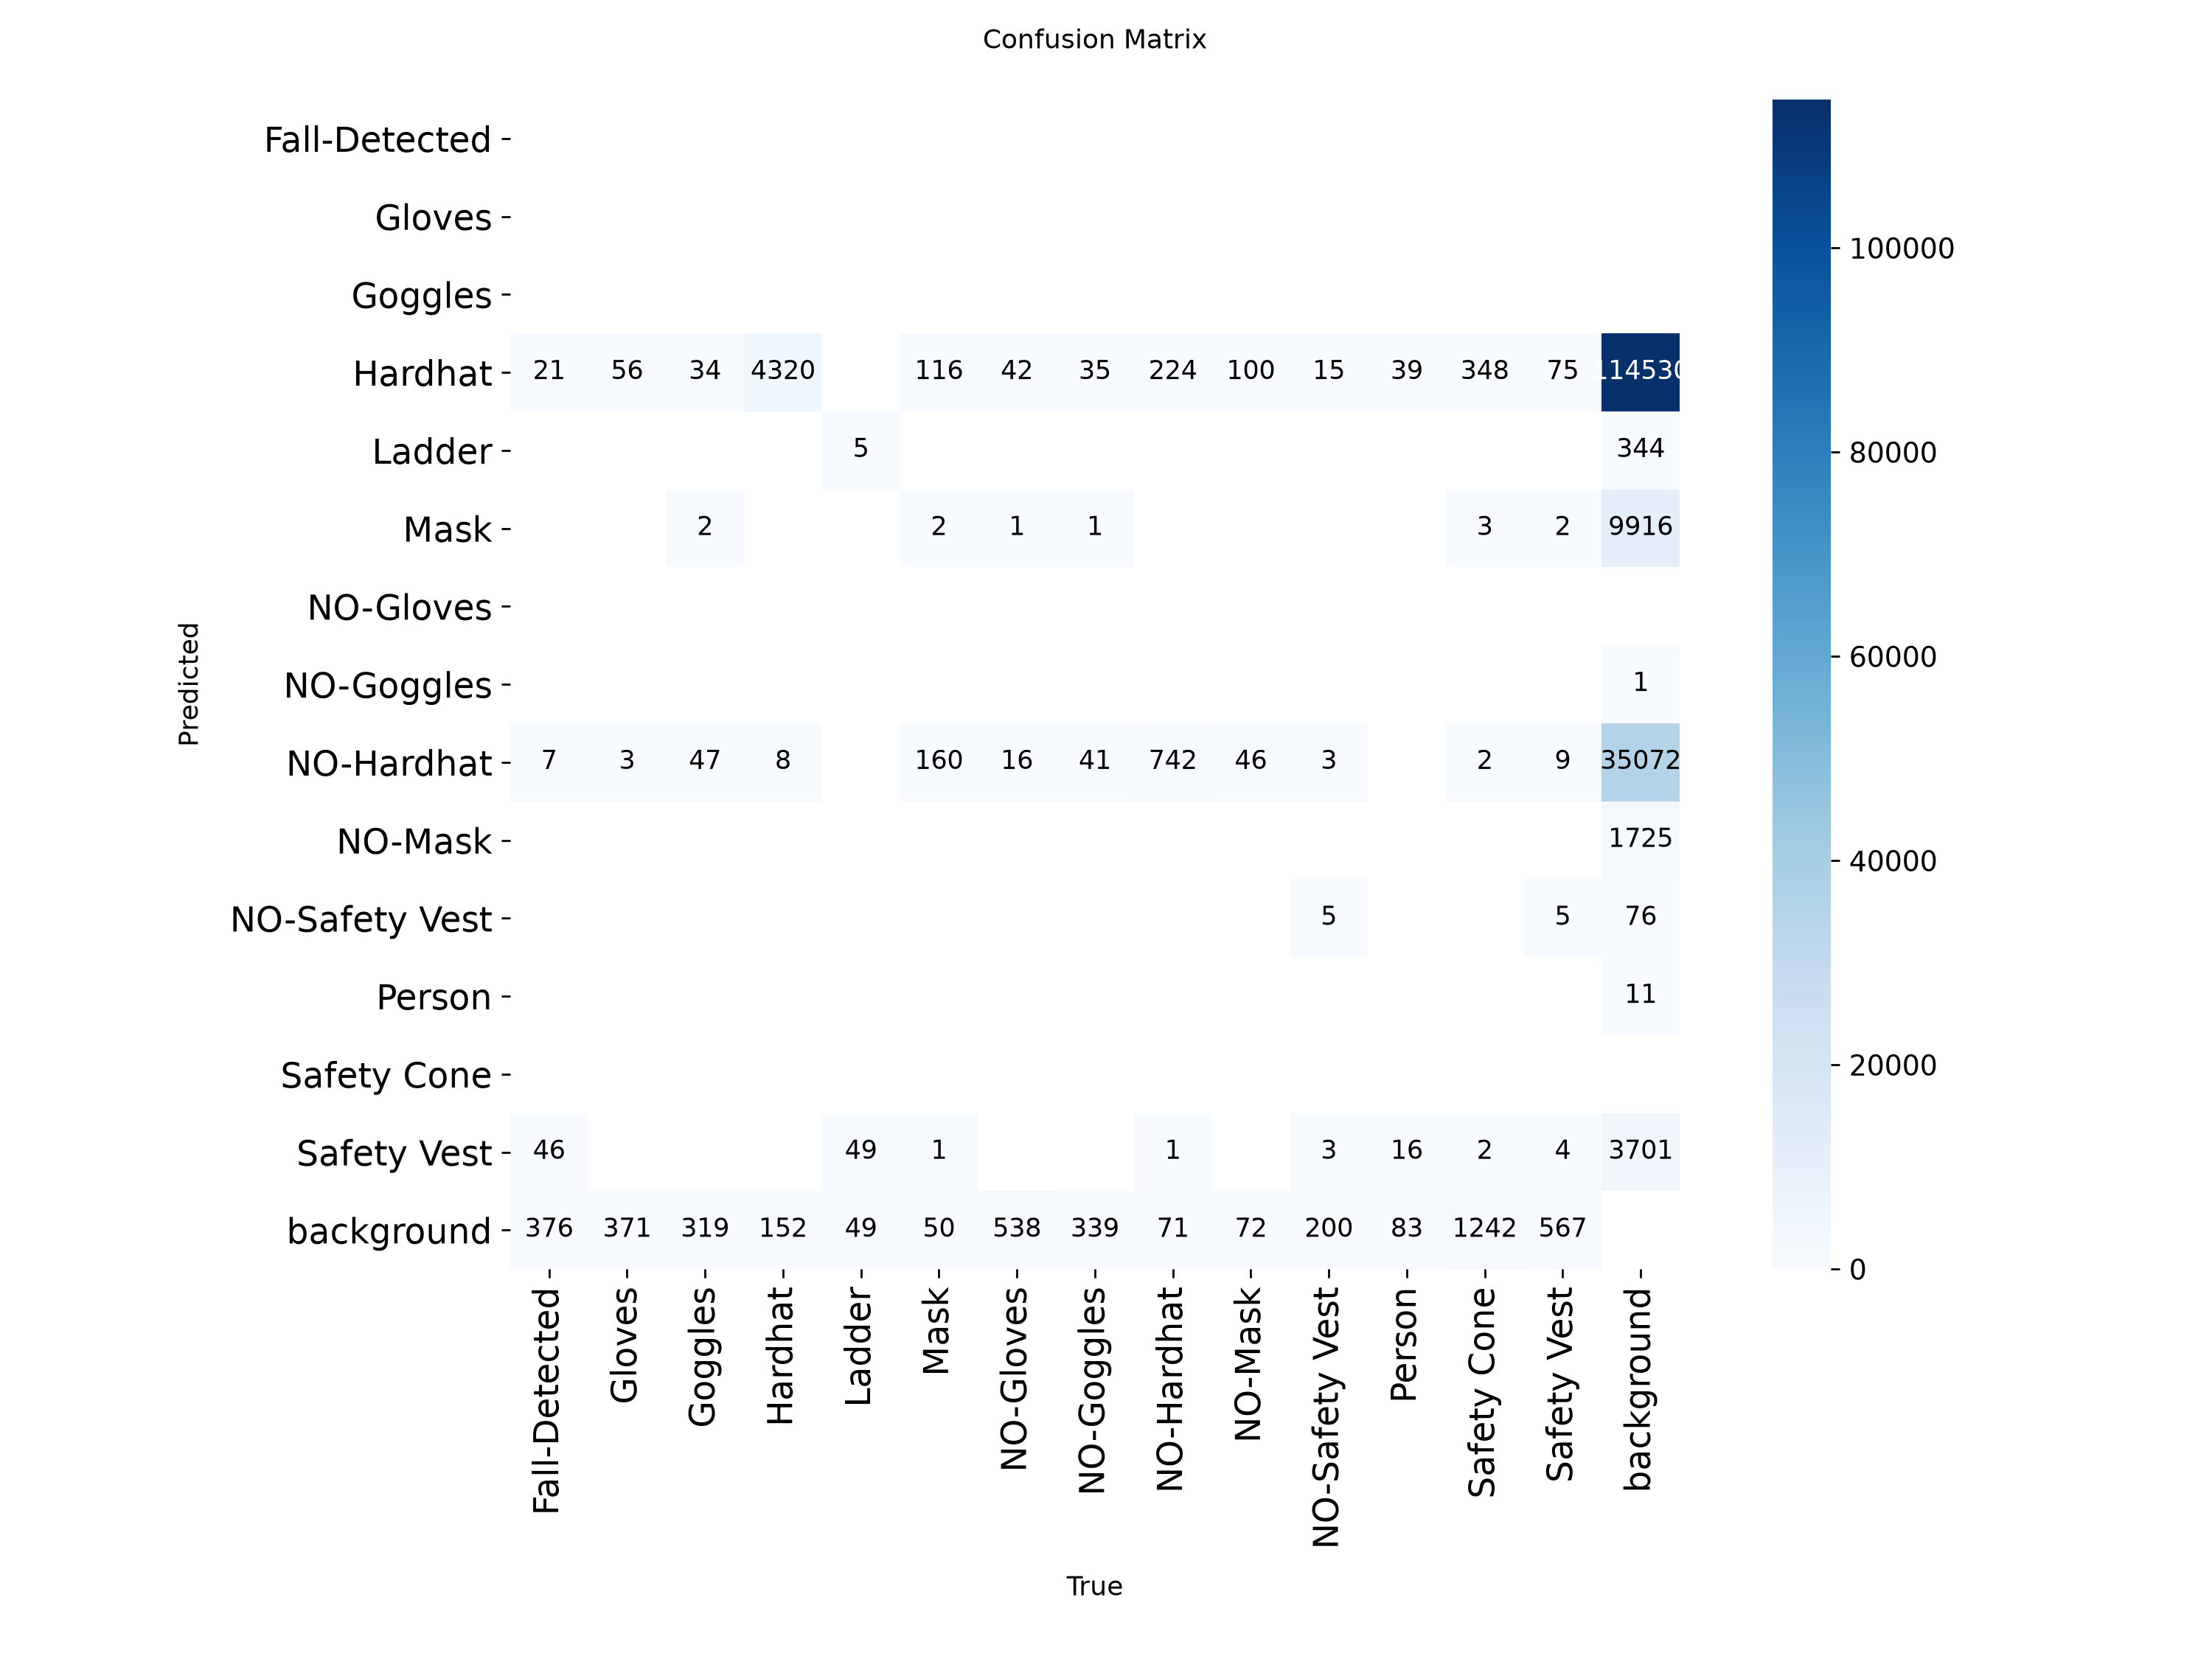 Confusion Matrix
Fall-Detected
Gloves
Goggles
Hardhat 21 56 34 4320 116 42 35 224 100 15 39 348 75 114530
Ladder 5 344
Mask 2 2 1 1 3 2 9916
NO-Gloves
NO-Goggles 1
NO-Hardhat 7 3 47 8 160 16 41 742 46 3 2 9 35072
NO-Mask 1725
NO-Safety Vest 5 5 76
Person 11
Safety Cone
Safety Vest 46 49 1 1 3 16 2 4 3701
background 376 371 319 152 49 50 538 339 71 72 200 83 1242 567
Predicted
Fall-Detected
Gloves
Goggles
Hardhat
Ladder
Mask
NO-Gloves
NO-Goggles
NO-Hardhat
NO-Mask
NO-Safety Vest
Person
Safety Cone
Safety Vest
background
True
100000
80000
60000
40000
20000
0